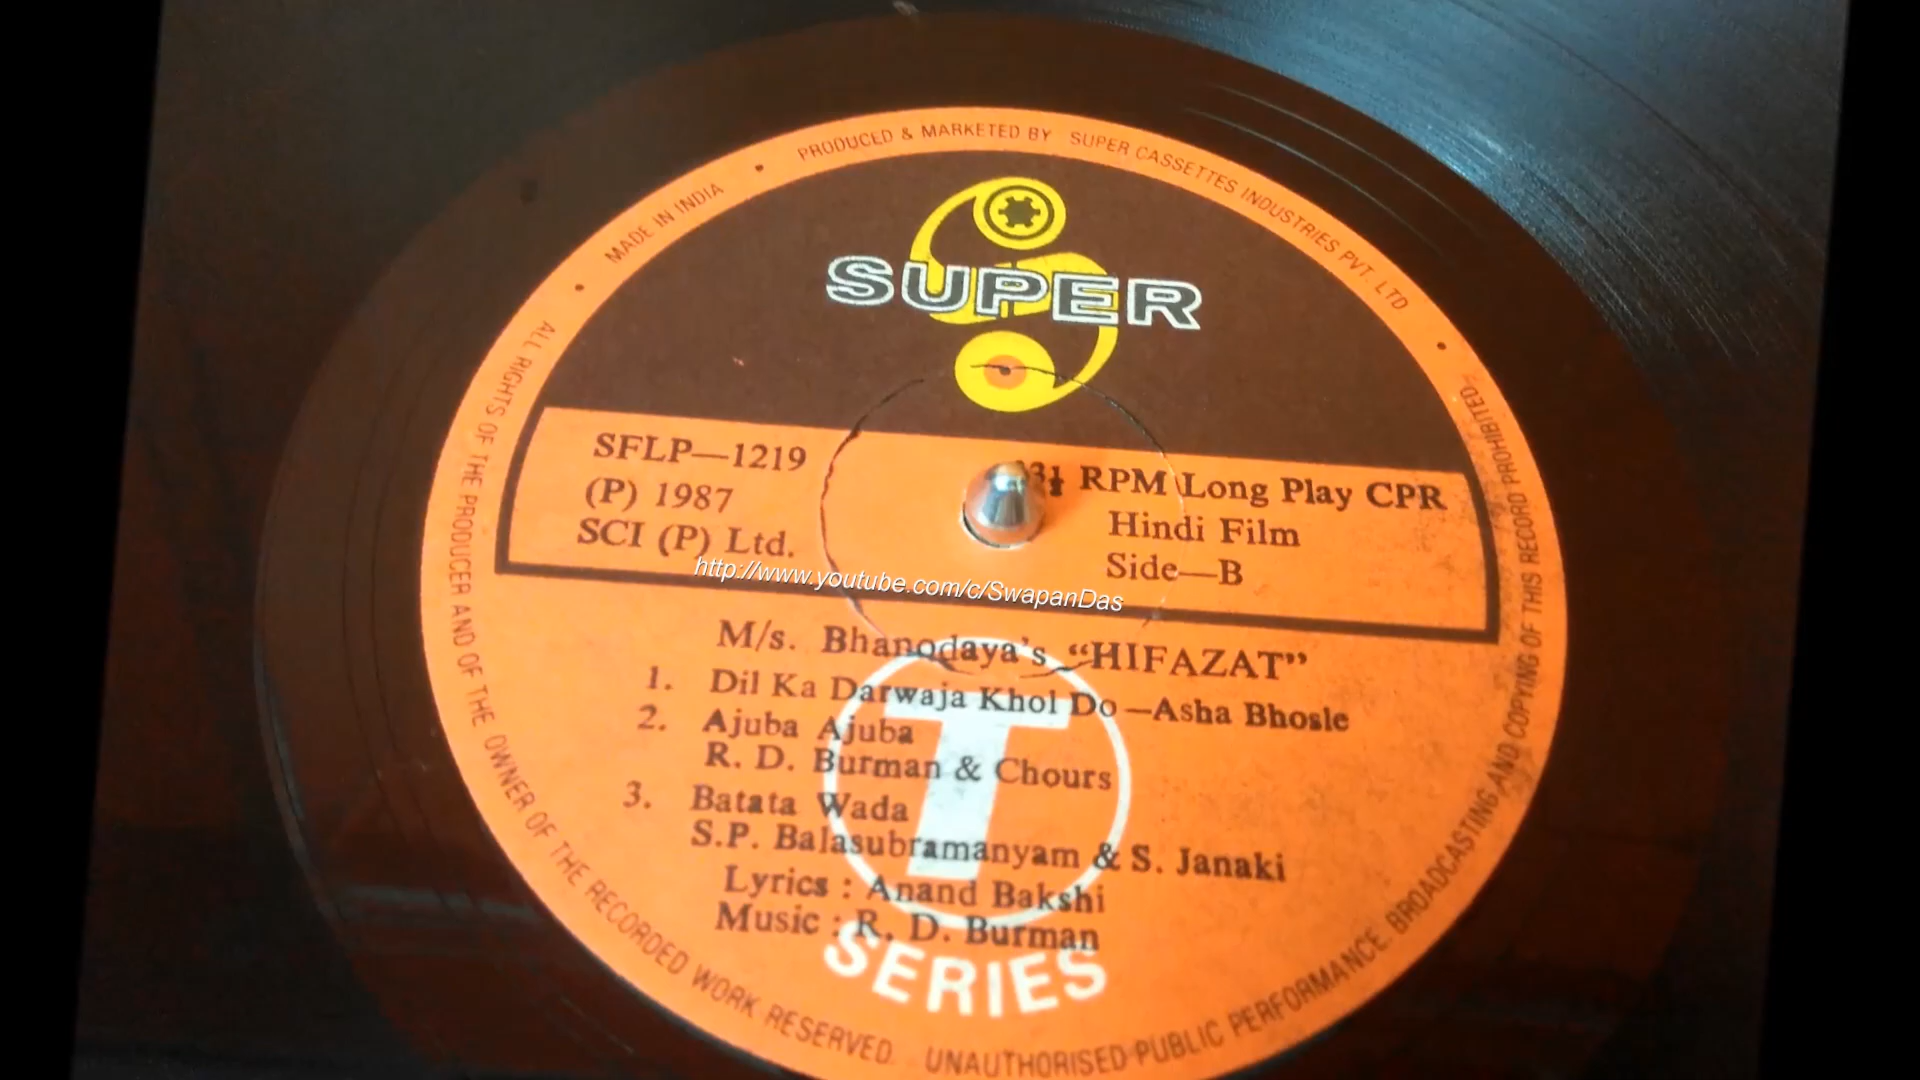 ALL RIGHTS OF THE PRODUCER AND OF THE OWNER OF THE RECORDED WORK RESERVED. UNAUTHORISED PUBLIC PERFORMANCE. BROADCASTING AND COPYING OF THIS RECORD PROHIBITED.
MADE IN INDIA • PRODUCED & MARKETED BY SUPER CASSETTES INDUSTRIES PVT. LTD
SUPER
SFLP—1219
(P) 1987
SCI (P) Ltd.
3⅓ RPM Long Play CPR
Hindi Film
Side—B
http://www.youtube.com/c/SwapanDas
M/s. Bhanodaya's "HIFAZAT"
1. Dil Ka Darwaja Khol Do—Asha Bhosle
2. Ajuba Ajuba
R. D. Burman & Chours
3. Batata Wada
S.P. Balasubramanyam & S. Janaki
Lyrics : Anand Bakshi
Music : R. D. Burman
T
SERIES